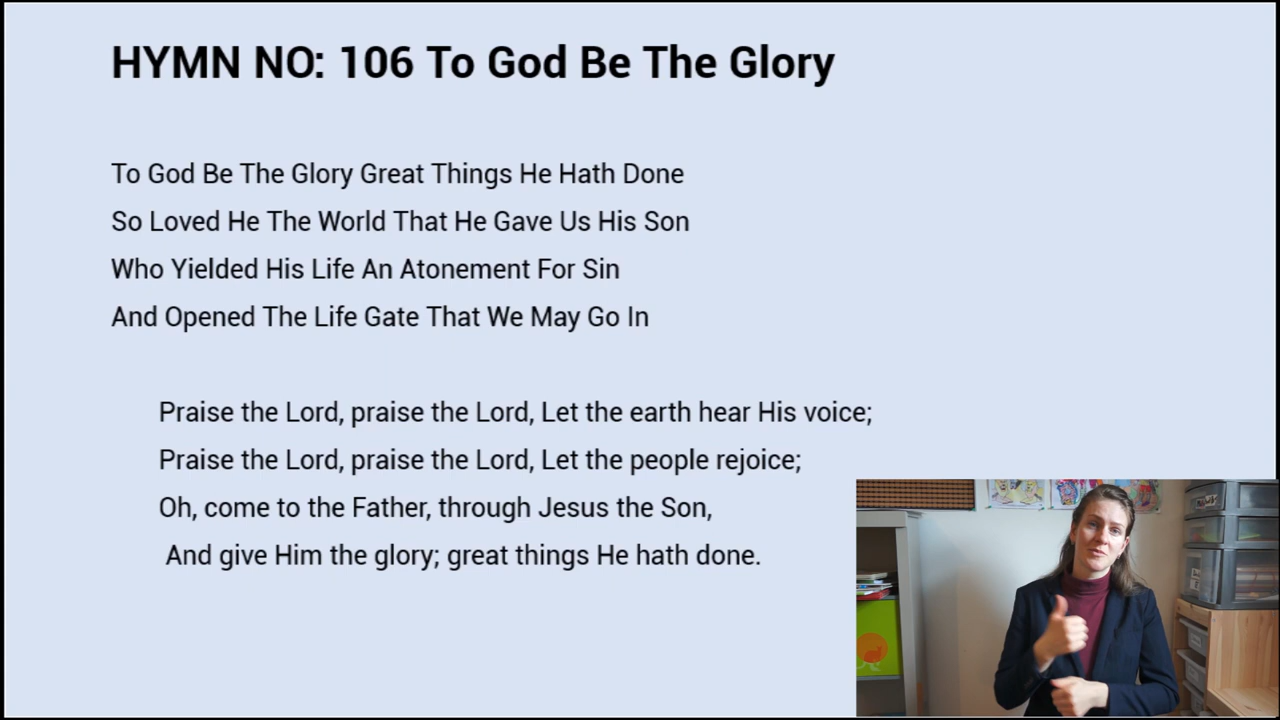 HYMN NO: 106 To God Be The Glory
To God Be The Glory Great Things He Hath Done
So Loved He The World That He Gave Us His Son
Who Yielded His Life An Atonement For Sin
And Opened The Life Gate That We May Go In
Praise the Lord, praise the Lord, Let the earth hear His voice;
Praise the Lord, praise the Lord, Let the people rejoice;
Oh, come to the Father, through Jesus the Son,
And give Him the glory; great things He hath done.